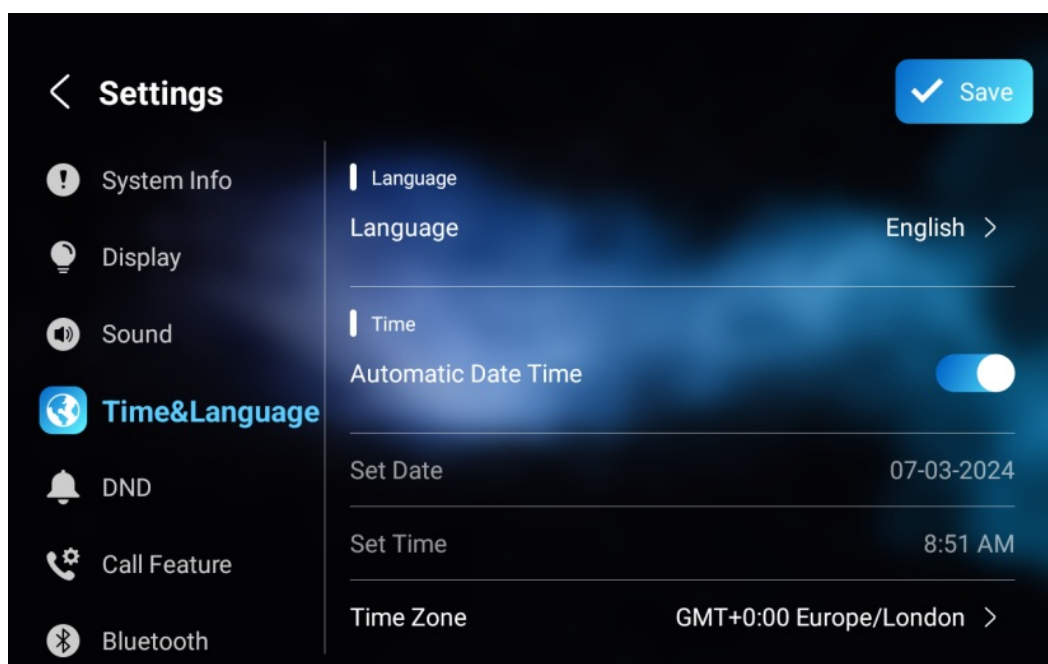 Settings
Save
System Info
Display
Sound
Time&Language
DND
Call Feature
Bluetooth
Language
Language English
Time
Automatic Date Time
Set Date 07-03-2024
Set Time 8:51 AM
Time Zone GMT+0:00 Europe/London